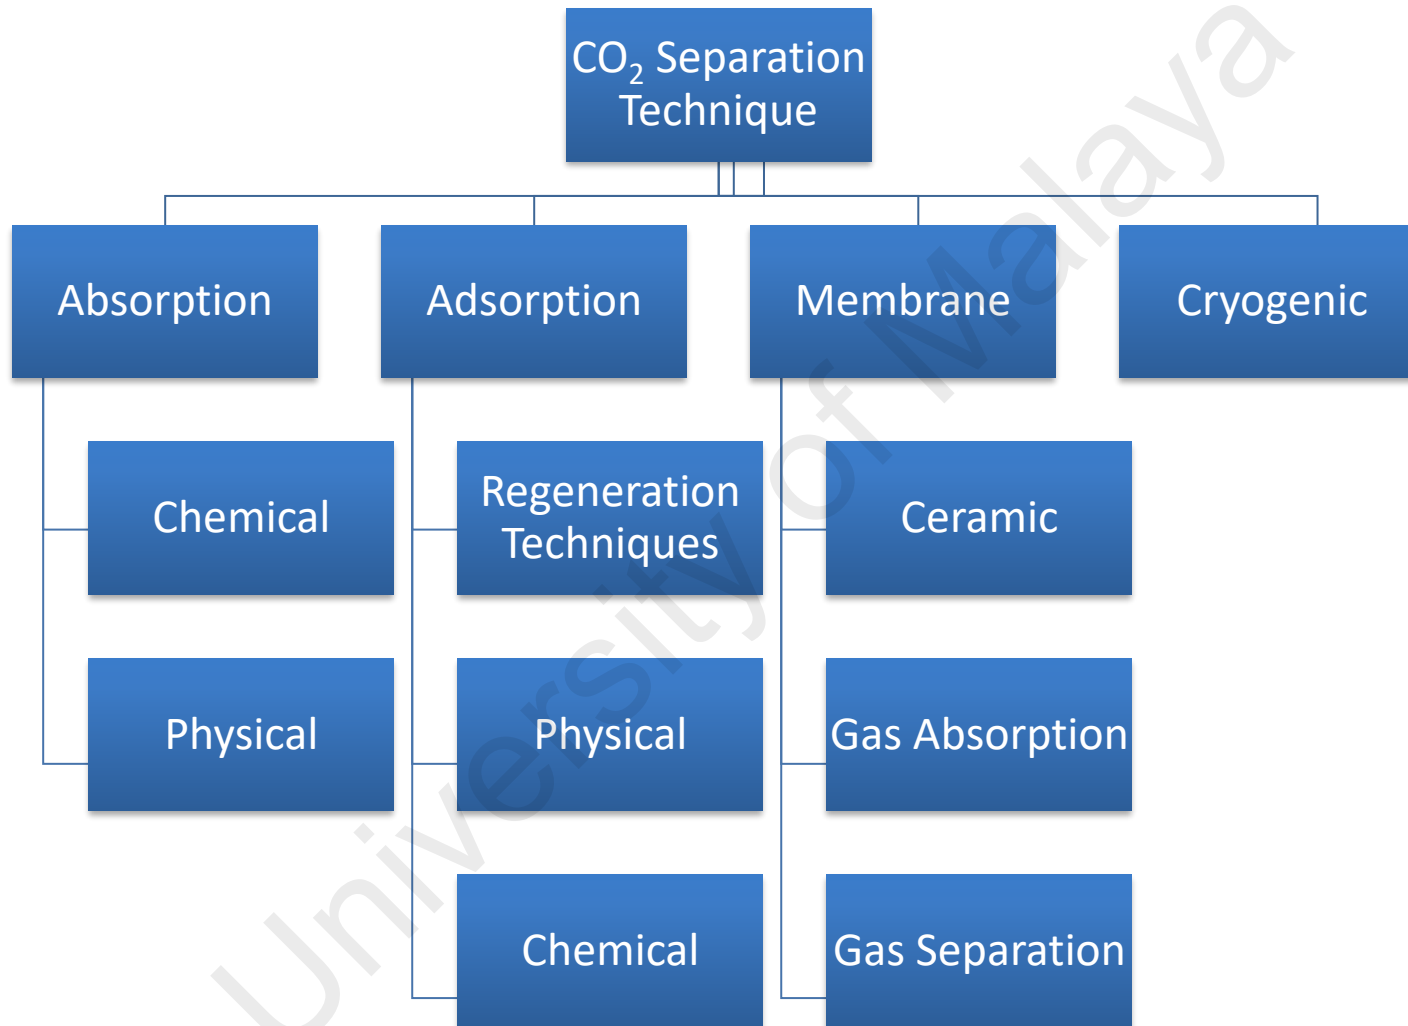 CO₂ Separation
Technique
Absorption
Adsorption
Membrane
Cryogenic
Chemical
Regeneration
Techniques
Ceramic
Physical
Physical
Gas Absorption
Chemical
Gas Separation
University of Malaya